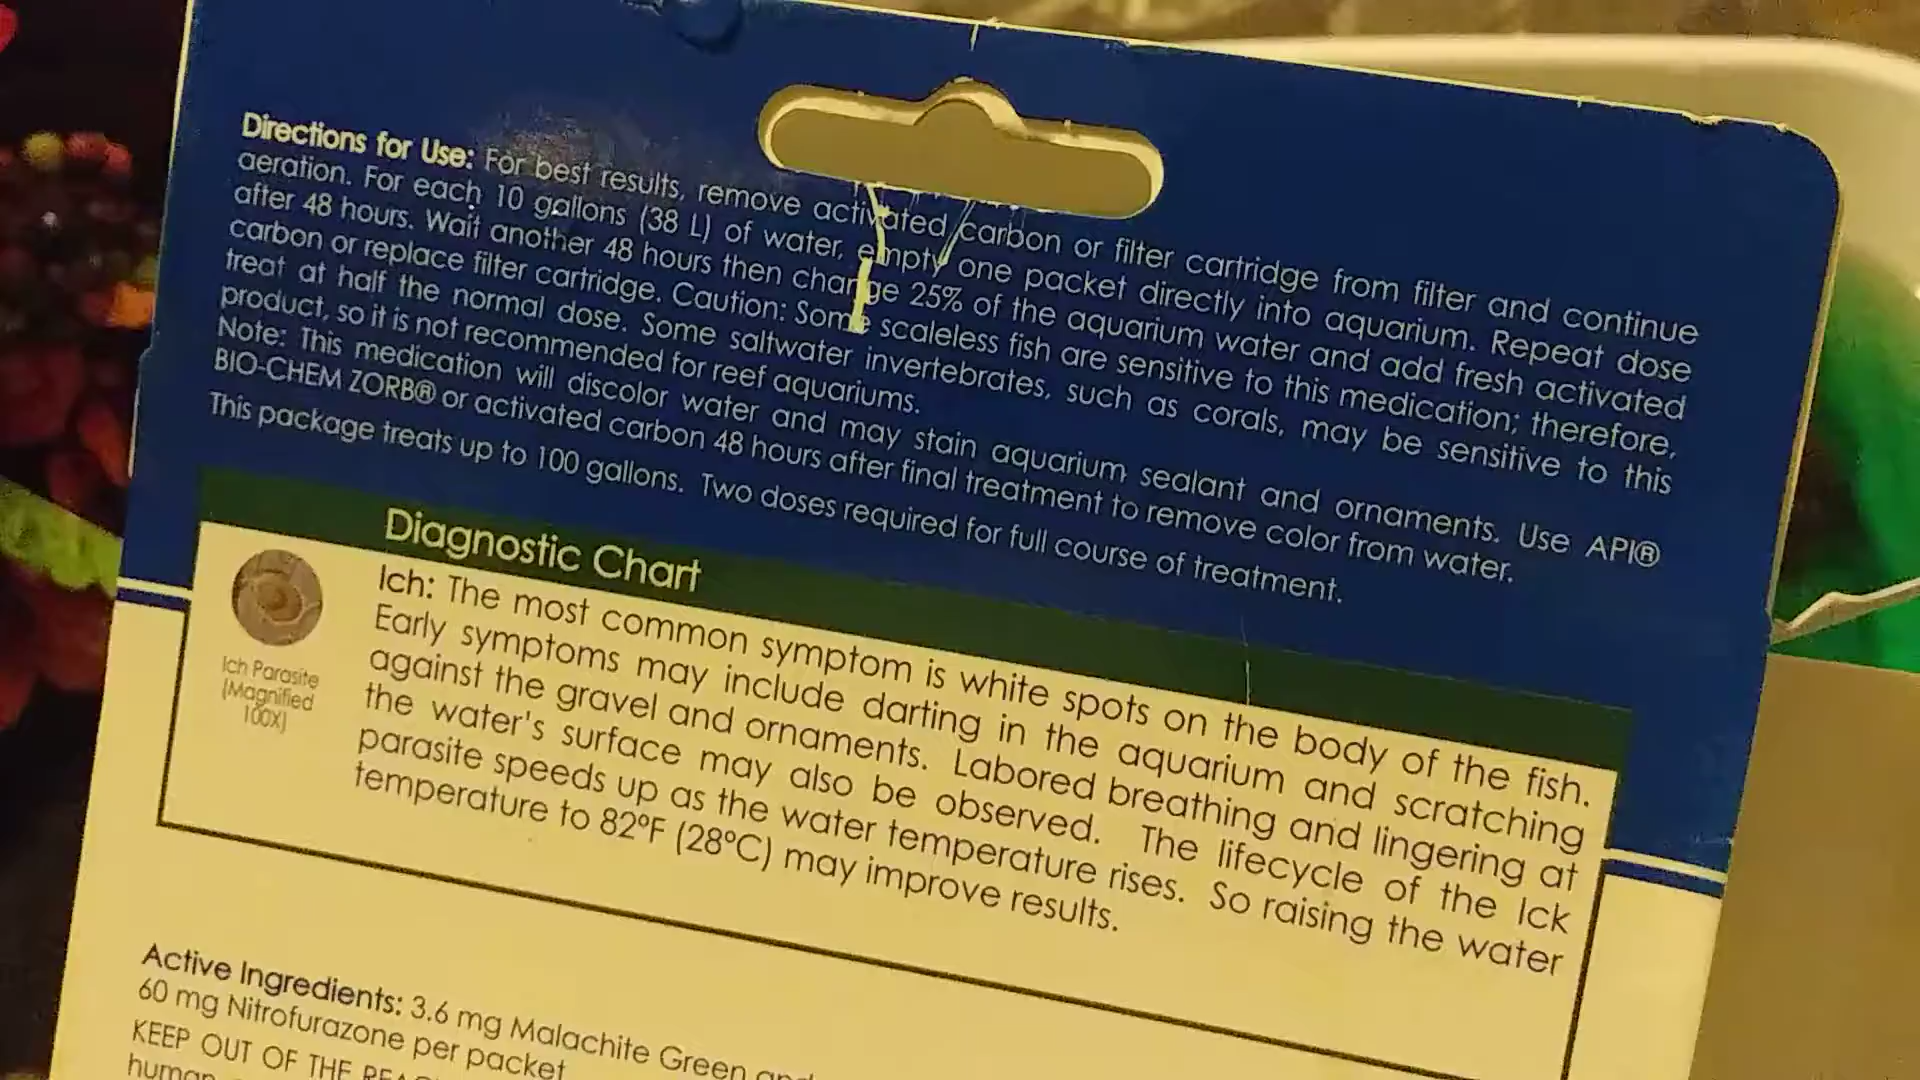 Directions for Use: For best results, remove activated carbon or filter cartridge from filter and continue
aeration. For each 10 gallons (38 L) of water, empty one packet directly into aquarium. Repeat dose
after 48 hours. Wait another 48 hours then change 25% of the aquarium water and add fresh activated
carbon or replace filter cartridge. Caution: Some scaleless fish are sensitive to this medication; therefore,
treat at half the normal dose. Some saltwater invertebrates, such as corals, may be sensitive to this
product, so it is not recommended for reef aquariums.
Note: This medication will discolor water and may stain aquarium sealant and ornaments. Use API®
BIO-CHEM ZORB® or activated carbon 48 hours after final treatment to remove color from water.
This package treats up to 100 gallons. Two doses required for full course of treatment.
Diagnostic Chart
Ich Parasite
(Magnified
100X)
Ich: The most common symptom is white spots on the body of the fish.
Early symptoms may include darting in the aquarium and scratching
against the gravel and ornaments. Labored breathing and lingering at
the water's surface may also be observed. The lifecycle of the Ick
parasite speeds up as the water temperature rises. So raising the water
temperature to 82ºF (28ºC) may improve results.
Active Ingredients: 3.6 mg Malachite Green and
60 mg Nitrofurazone per packet
KEEP OUT OF THE
human